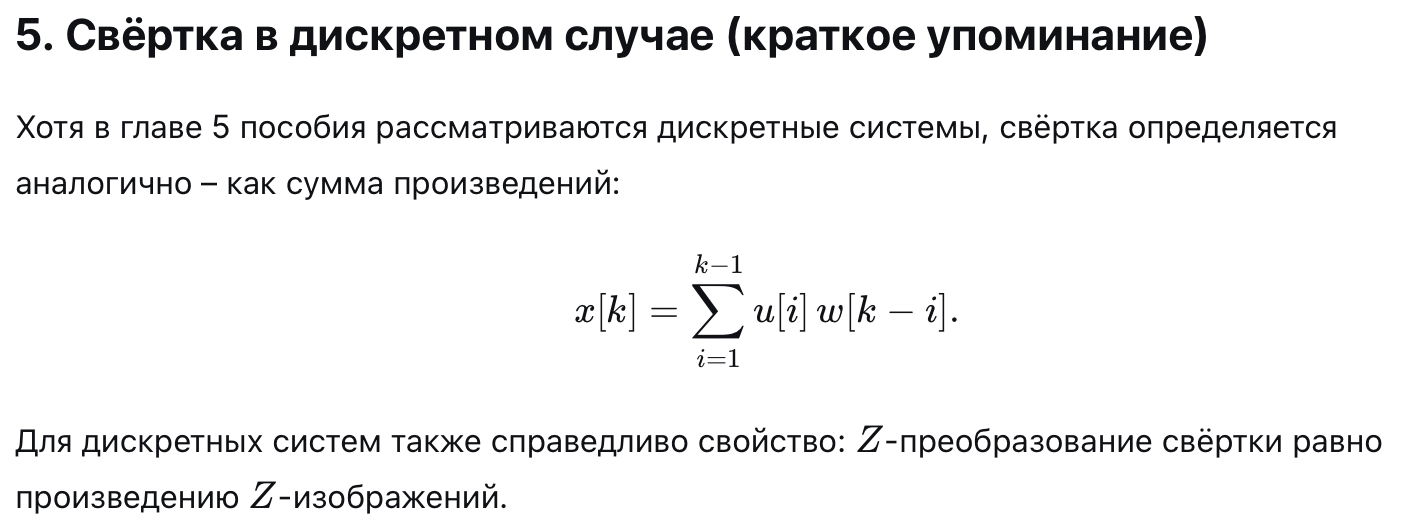 5. Свёртка в дискретном случае (краткое упоминание)
Хотя в главе 5 пособия рассматриваются дискретные системы, свёртка определяется
аналогично – как сумма произведений:
x[k] = \sum_{i=1}^{k-1} u[i] w[k − i].
Для дискретных систем также справедливо свойство: Z-преобразование свёртки равно
произведению Z-изображений.